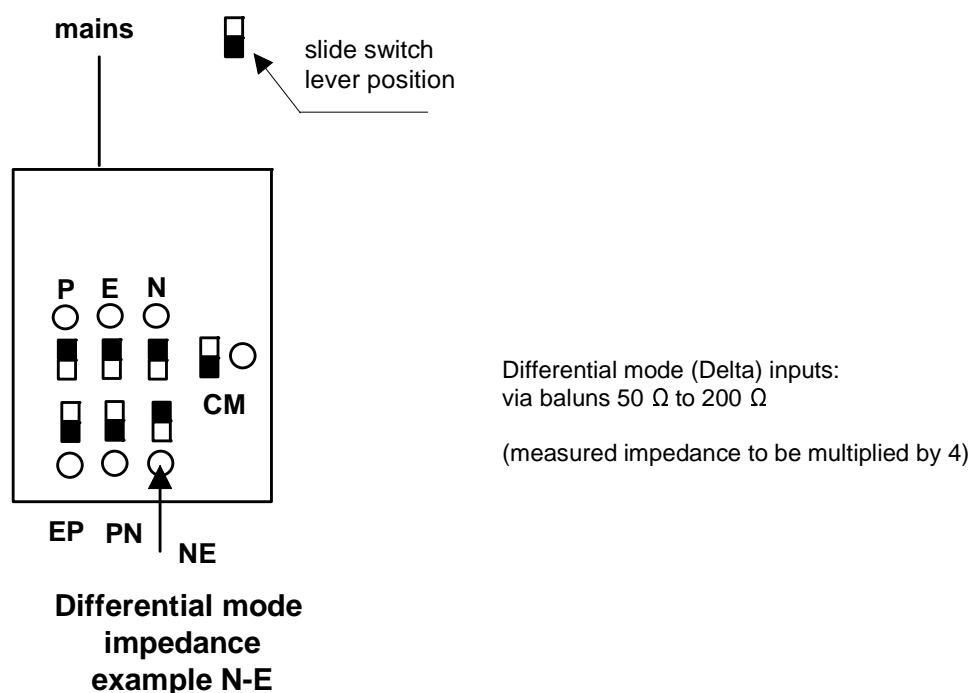 mains
slide switch
lever position
P E N
CM
Differential mode (Delta) inputs:
via baluns 50 Ω to 200 Ω
(measured impedance to be multiplied by 4)
EP PN NE
Differential mode
impedance
example N-E